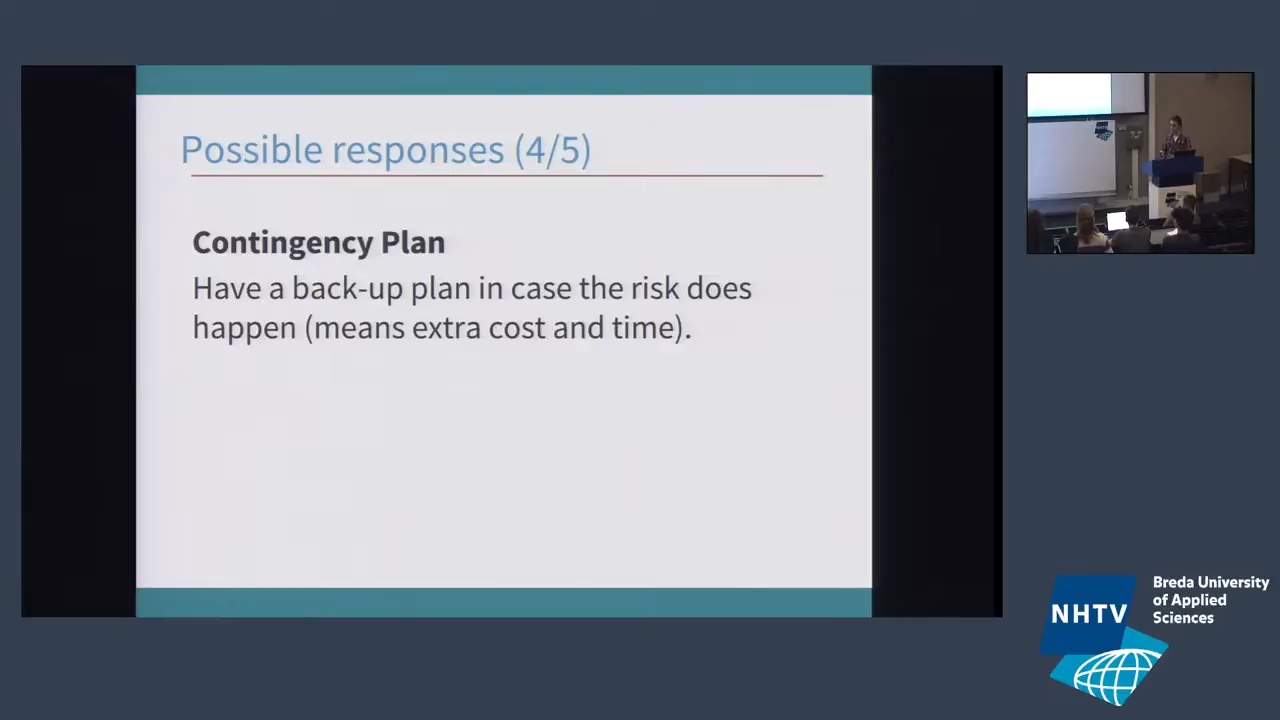 Possible responses (4/5)
Contingency Plan
Have a back-up plan in case the risk does
happen (means extra cost and time).
NHTV
Breda University
of Applied
Sciences